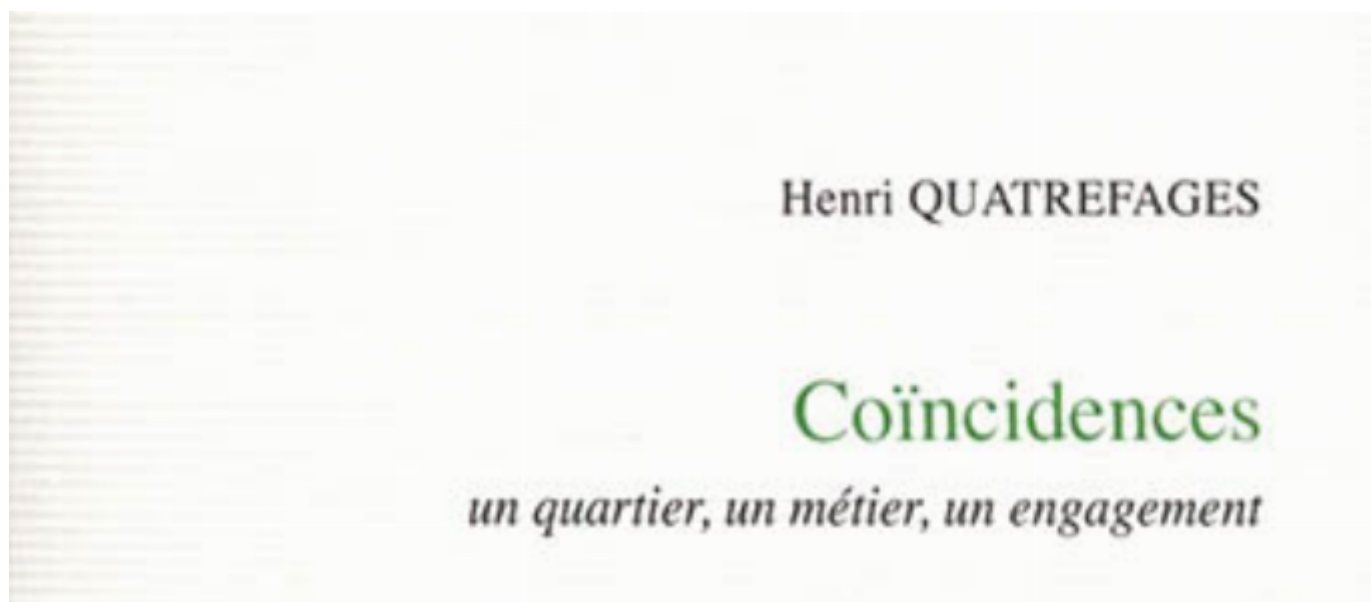 Henri QUATREFAGES
Coïncidences
un quartier, un métier, un engagement